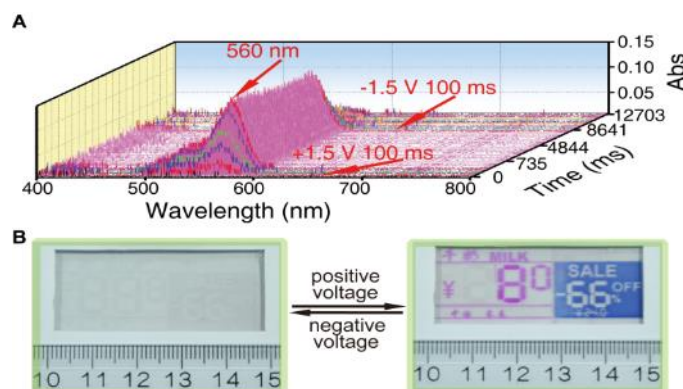 A
560 nm
0.15
0.10
0.05
Abs
-1.5 V 100 ms
+1.5 V 100 ms
12703
8641
4844
735
0
Time (ms)
400 500 600 700 800
Wavelength (nm)
B
positive
voltage
negative
voltage
MILK
¥ 80
SALE
-66% OFF
10 11 12 13 14 15
10 11 12 13 14 15